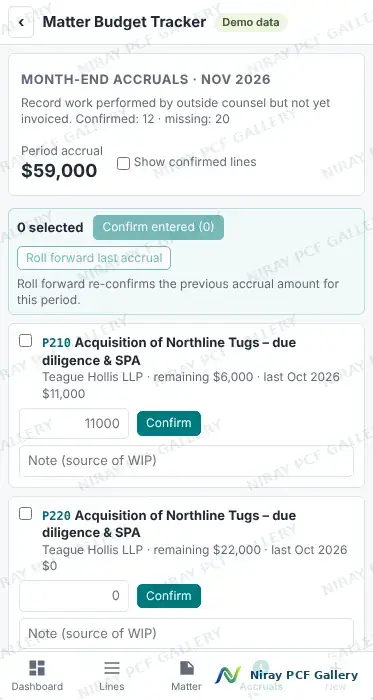 ‹ Matter Budget Tracker Demo data
MONTH-END ACCRUALS · NOV 2026
Record work performed by outside counsel but not yet
invoiced. Confirmed: 12 · missing: 20
Period accrual
$59,000
Show confirmed lines
0 selected Confirm entered (0)
Roll forward last accrual
Roll forward re-confirms the previous accrual amount for
this period.
P210 Acquisition of Northline Tugs – due
diligence & SPA
Teague Hollis LLP · remaining $6,000 · last Oct 2026
$11,000
11000 Confirm
Note (source of WIP)
P220 Acquisition of Northline Tugs – due
diligence & SPA
Teague Hollis LLP · remaining $22,000 · last Oct 2026
$0
0 Confirm
Note (source of WIP)
Dashboard Lines Matter Accruals New
Niray PCF Gallery
NIRAY PCF GALLERY